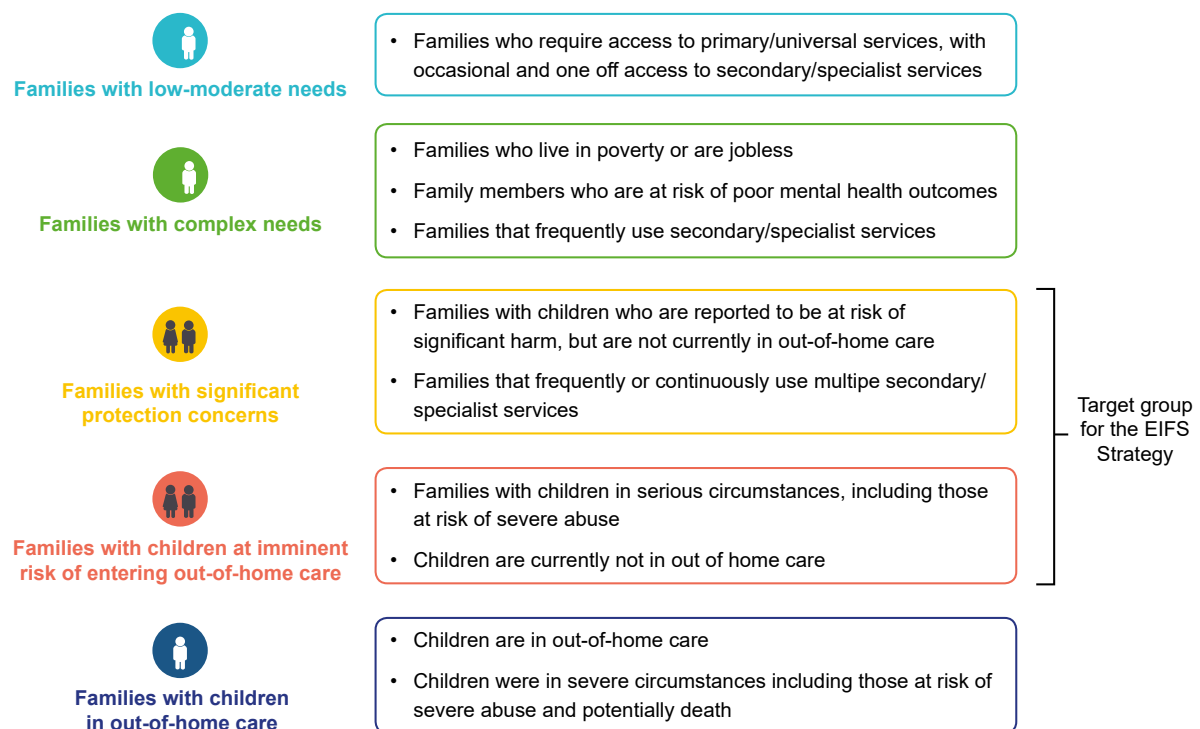 Families with low-moderate needs
• Families who require access to primary/universal services, with
occasional and one off access to secondary/specialist services
Families with complex needs
• Families who live in poverty or are jobless
• Family members who are at risk of poor mental health outcomes
• Families that frequently use secondary/specialist services
Families with significant
protection concerns
• Families with children who are reported to be at risk of
significant harm, but are not currently in out-of-home care
• Families that frequently or continuously use multipe secondary/
specialist services
Families with children at imminent
risk of entering out-of-home care
• Families with children in serious circumstances, including those
at risk of severe abuse
• Children are currently not in out of home care
Target group
for the EIFS
Strategy
Families with children
in out-of-home care
• Children are in out-of-home care
• Children were in severe circumstances including those at risk of
severe abuse and potentially death